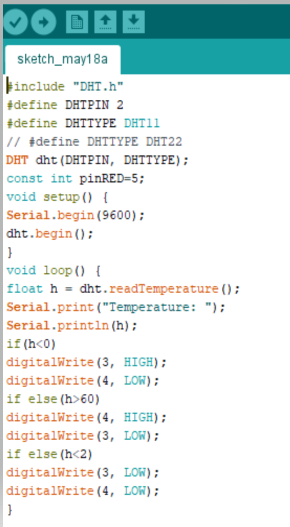 sketch_may18a
#include "DHT.h"
#define DHTPIN 2
#define DHTTYPE DHT11
// #define DHTTYPE DHT22
DHT dht(DHTPIN, DHTTYPE);
const int pinRED=5;
void setup() {
Serial.begin(9600);
dht.begin();
}
void loop() {
float h = dht.readTemperature();
Serial.print("Temperature: ");
Serial.println(h);
if(h<0)
digitalWrite(3, HIGH);
digitalWrite(4, LOW);
if else(h>60)
digitalWrite(4, HIGH);
digitalWrite(3, LOW);
if else(h<2)
digitalWrite(3, LOW);
digitalWrite(4, LOW);
}